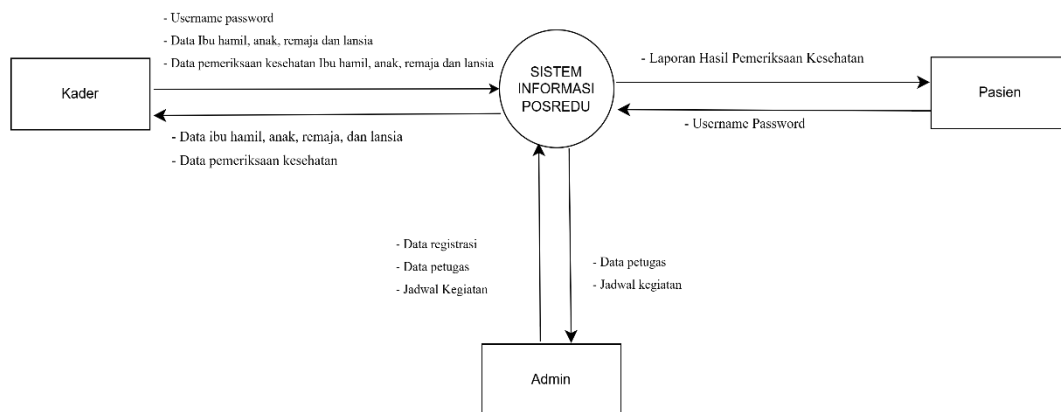 - Username password
- Data Ibu hamil, anak, remaja dan lansia
- Data pemeriksaan kesehatan Ibu hamil, anak, remaja dan lansia
Kader
- Data ibu hamil, anak, remaja, dan lansia
- Data pemeriksaan kesehatan
SISTEM
INFORMASI
POSREDU
- Laporan Hasil Pemeriksaan Kesehatan
Pasien
- Username Password
- Data registrasi
- Data petugas
- Jadwal Kegiatan
- Data petugas
- Jadwal kegiatan
Admin